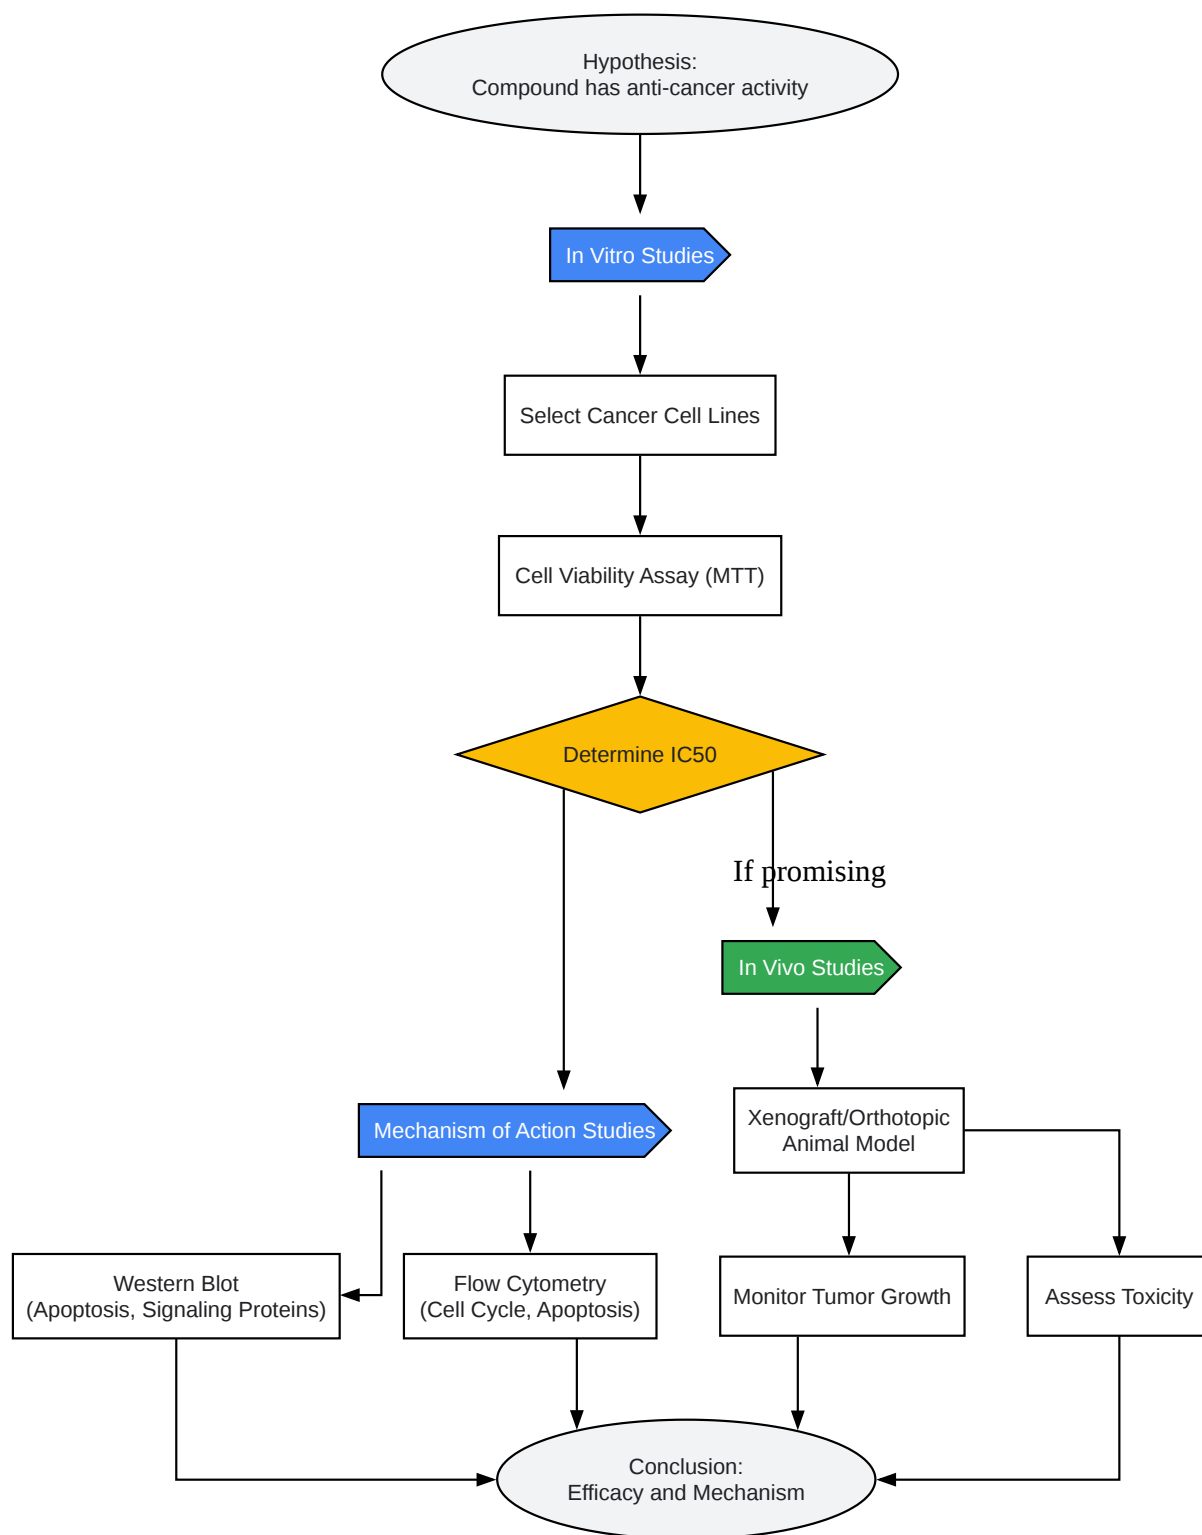 Hypothesis:
Compound has anti-cancer activity
In Vitro Studies
Select Cancer Cell Lines
Cell Viability Assay (MTT)
Determine IC50
If promising
In Vivo Studies
Mechanism of Action Studies
Xenograft/Orthotopic
Animal Model
Western Blot
(Apoptosis, Signaling Proteins)
Flow Cytometry
(Cell Cycle, Apoptosis)
Monitor Tumor Growth
Assess Toxicity
Conclusion:
Efficacy and Mechanism